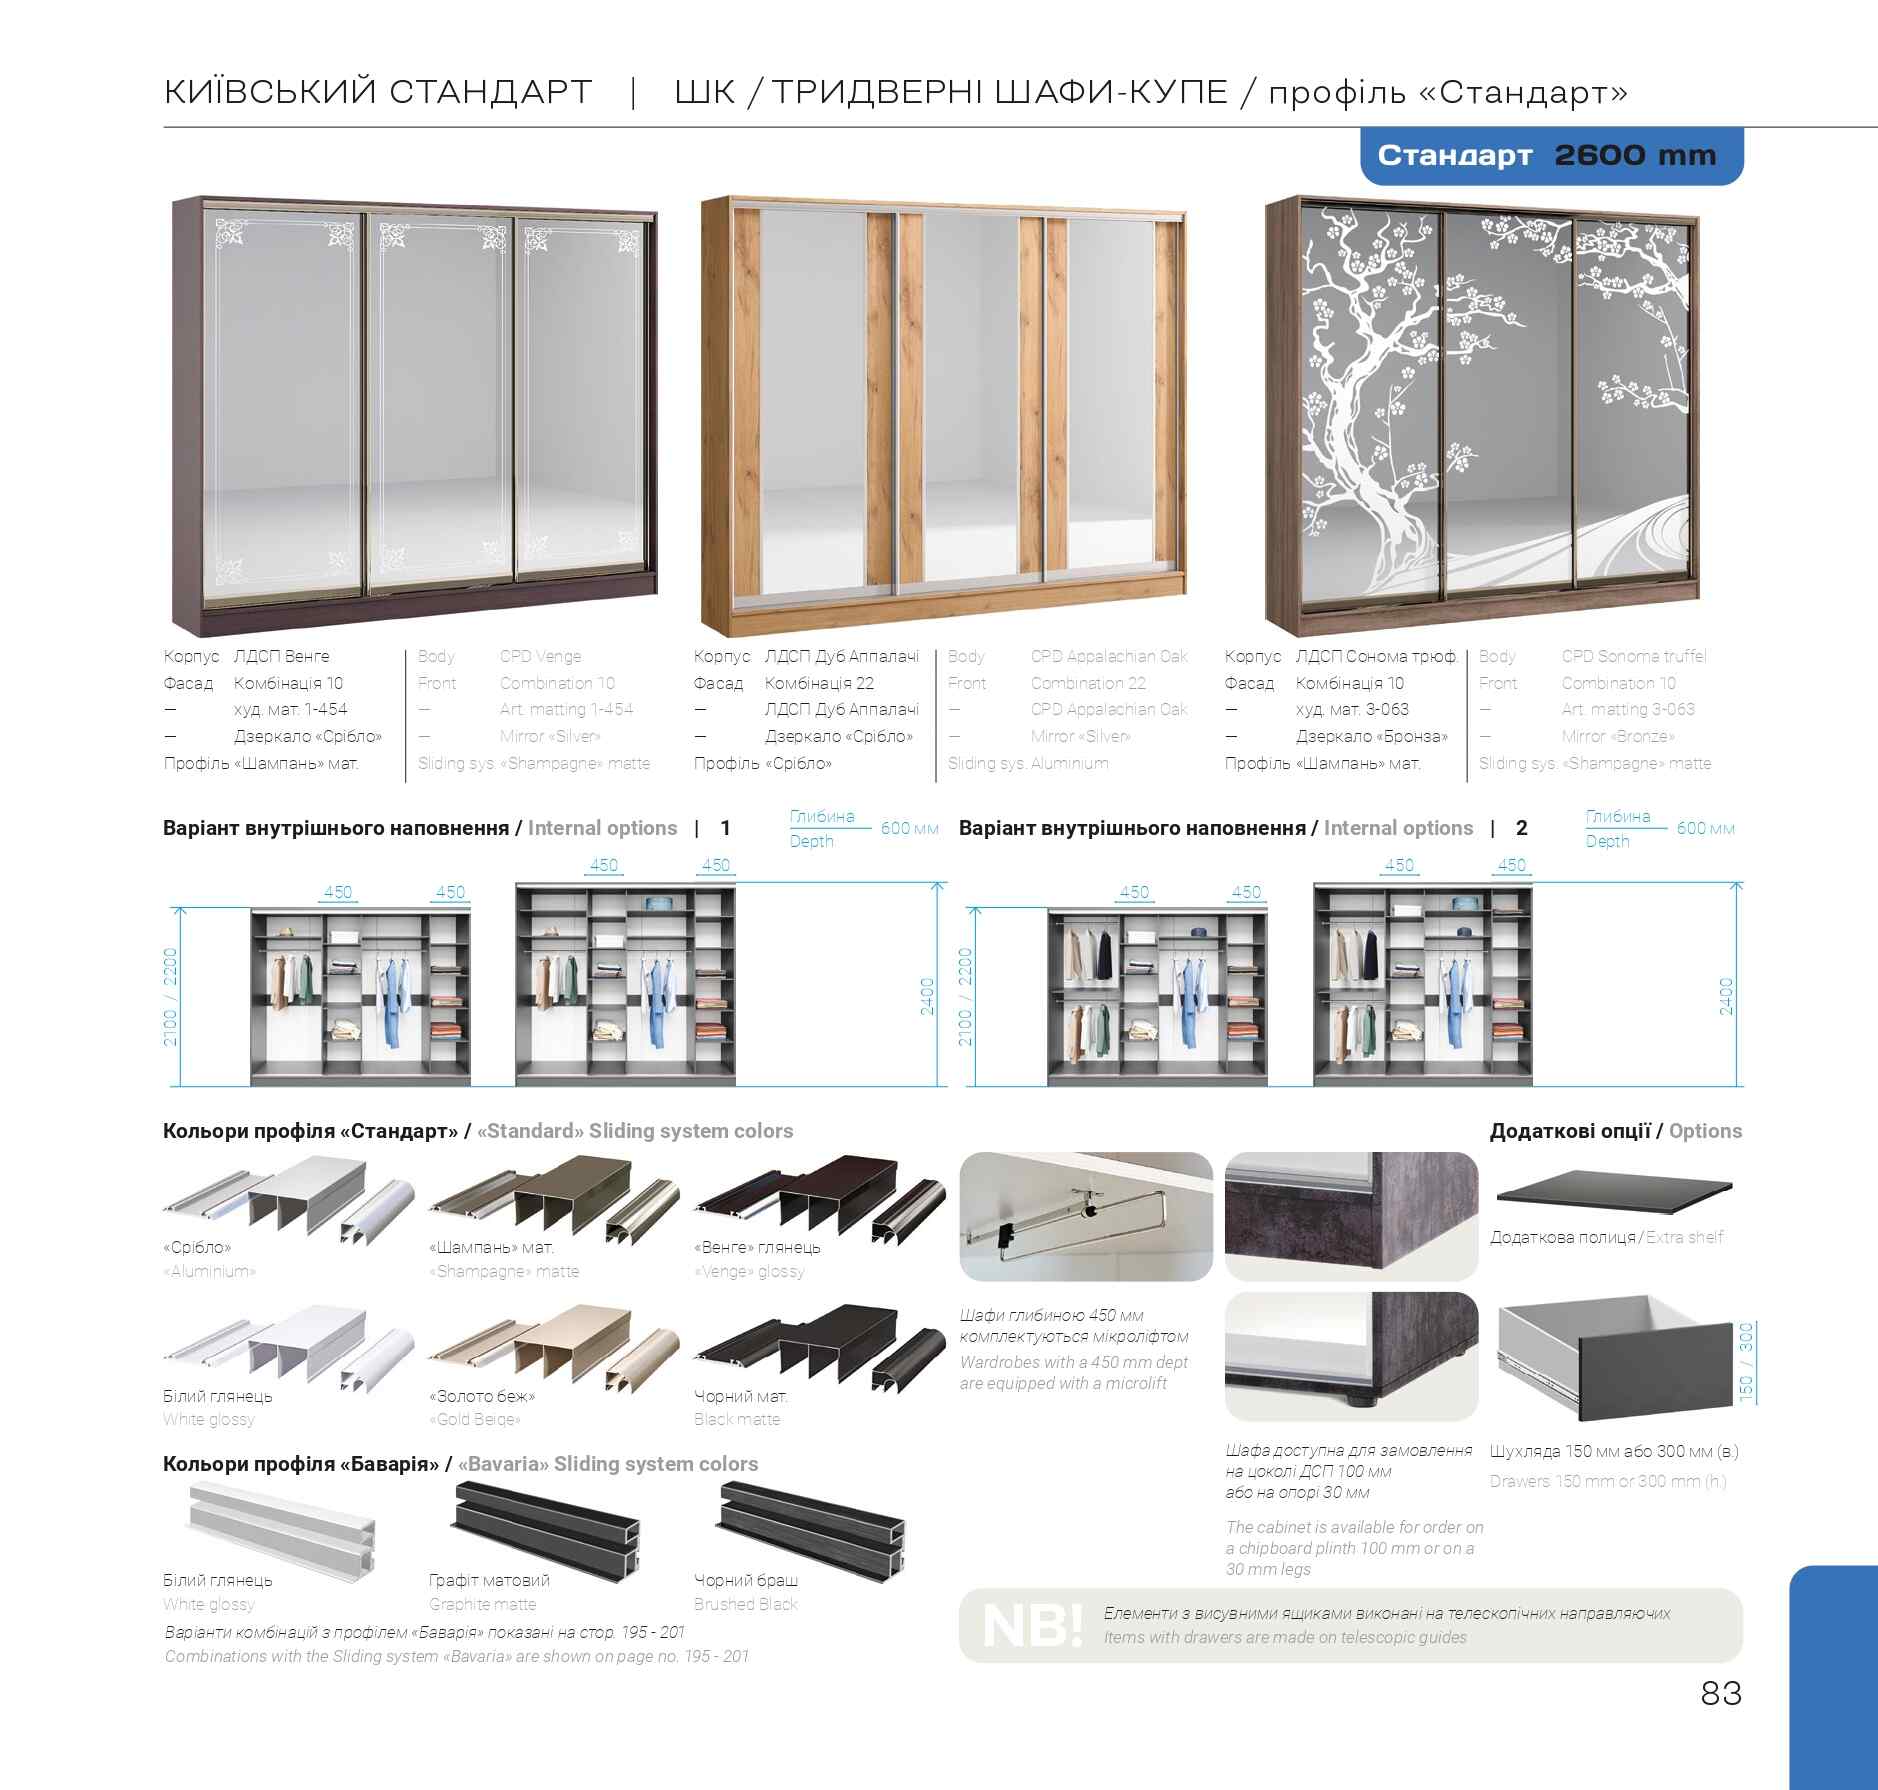 КИЇВСЬКИЙ СТАНДАРТ | ШК / ТРИДВЕРНІ ШАФИ-КУПЕ / профіль «Стандарт»
Стандарт 2600 mm
Корпус ЛДСП Венге
Фасад Комбінація 10
— худ. мат. 1-454
— Дзеркало «Срібло»
Профіль «Шампань» мат.
Body CPD Venge
Front Combination 10
— Art. matting 1-454
— Mirror «Silver»
Sliding sys. «Shampagne» matte
Корпус ЛДСП Дуб Аппалачі
Фасад Комбінація 22
— ЛДСП Дуб Аппалачі
— Дзеркало «Срібло»
Профіль «Срібло»
Body CPD Appalachian Oak
Front Combination 22
— CPD Appalachian Oak
— Mirror «Silver»
Sliding sys. Aluminium
Корпус ЛДСП Сонома трюф.
Фасад Комбінація 10
— худ. мат. 3-063
— Дзеркало «Бронза»
Профіль «Шампань» мат.
Body CPD Sonoma truffel
Front Combination 10
— Art. matting 3-063
— Mirror «Bronze»
Sliding sys. «Shampagne» matte
Варіант внутрішнього наповнення / Internal options | 1
Глибина
Depth
600 мм
450
450
450
450
2100 / 2200
2400
Варіант внутрішнього наповнення / Internal options | 2
Глибина
Depth
600 мм
450
450
450
450
2100 / 2200
2400
Кольори профіля «Стандарт» / «Standard» Sliding system colors
«Срібло»
«Aluminium»
«Шампань» мат.
«Shampagne» matte
«Венге» глянець
«Venge» glossy
Білий глянець
White glossy
«Золото беж»
«Gold Beige»
Чорний мат.
Black matte
Кольори профіля «Баварія» / «Bavaria» Sliding system colors
Білий глянець
White glossy
Графіт матовий
Graphite matte
Чорний браш
Brushed Black
Варіанти комбінацій з профілем «Баварія» показані на стор. 195 - 201
Combinations with the Sliding system «Bavaria» are shown on page no. 195 - 201
Шафи глибиною 450 мм
комплектуються мікроліфтом
Wardrobes with a 450 mm dept
are equipped with a microlift
Шафа доступна для замовлення
на цоколі ДСП 100 мм
або на опорі 30 мм
The cabinet is available for order on
a chipboard plinth 100 mm or on a
30 mm legs
Додаткові опції / Options
Додаткова полиця / Extra shelf
150 / 300
Шухляда 150 мм або 300 мм (в.)
Drawers 150 mm or 300 mm (h.)
NB!
Елементи з висувними ящиками виконані на телескопічних направляючих
Items with drawers are made on telescopic guides
83